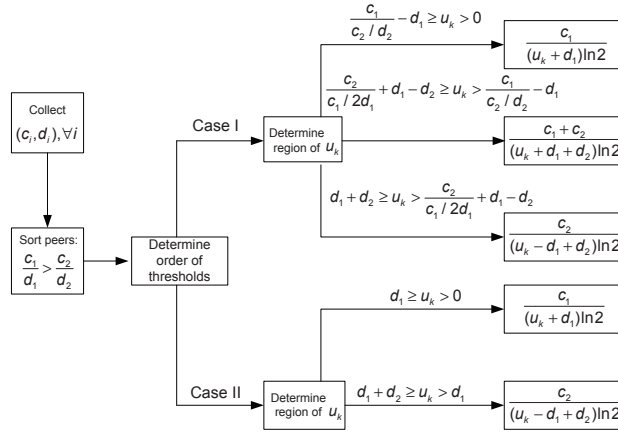 Collect
(c_i, d_i), ∀i
Sort peers:
c_1/d_1 > c_2/d_2
Determine
order of
thresholds
Case I
Determine
region of u_k
c_1/(c_2 / d_2) - d_1 ≥ u_k > 0
c_1/((u_k + d_1)ln2)
c_2/(c_1 / 2d_1) + d_1 - d_2 ≥ u_k > c_1/(c_2 / d_2) - d_1
(c_1 + c_2)/((u_k + d_1 + d_2)ln2)
d_1 + d_2 ≥ u_k > c_2/(c_1 / 2d_1) + d_1 - d_2
c_2/((u_k - d_1 + d_2)ln2)
Case II
Determine
region of u_k
d_1 ≥ u_k > 0
c_1/((u_k + d_1)ln2)
d_1 + d_2 ≥ u_k > d_1
c_2/((u_k - d_1 + d_2)ln2)